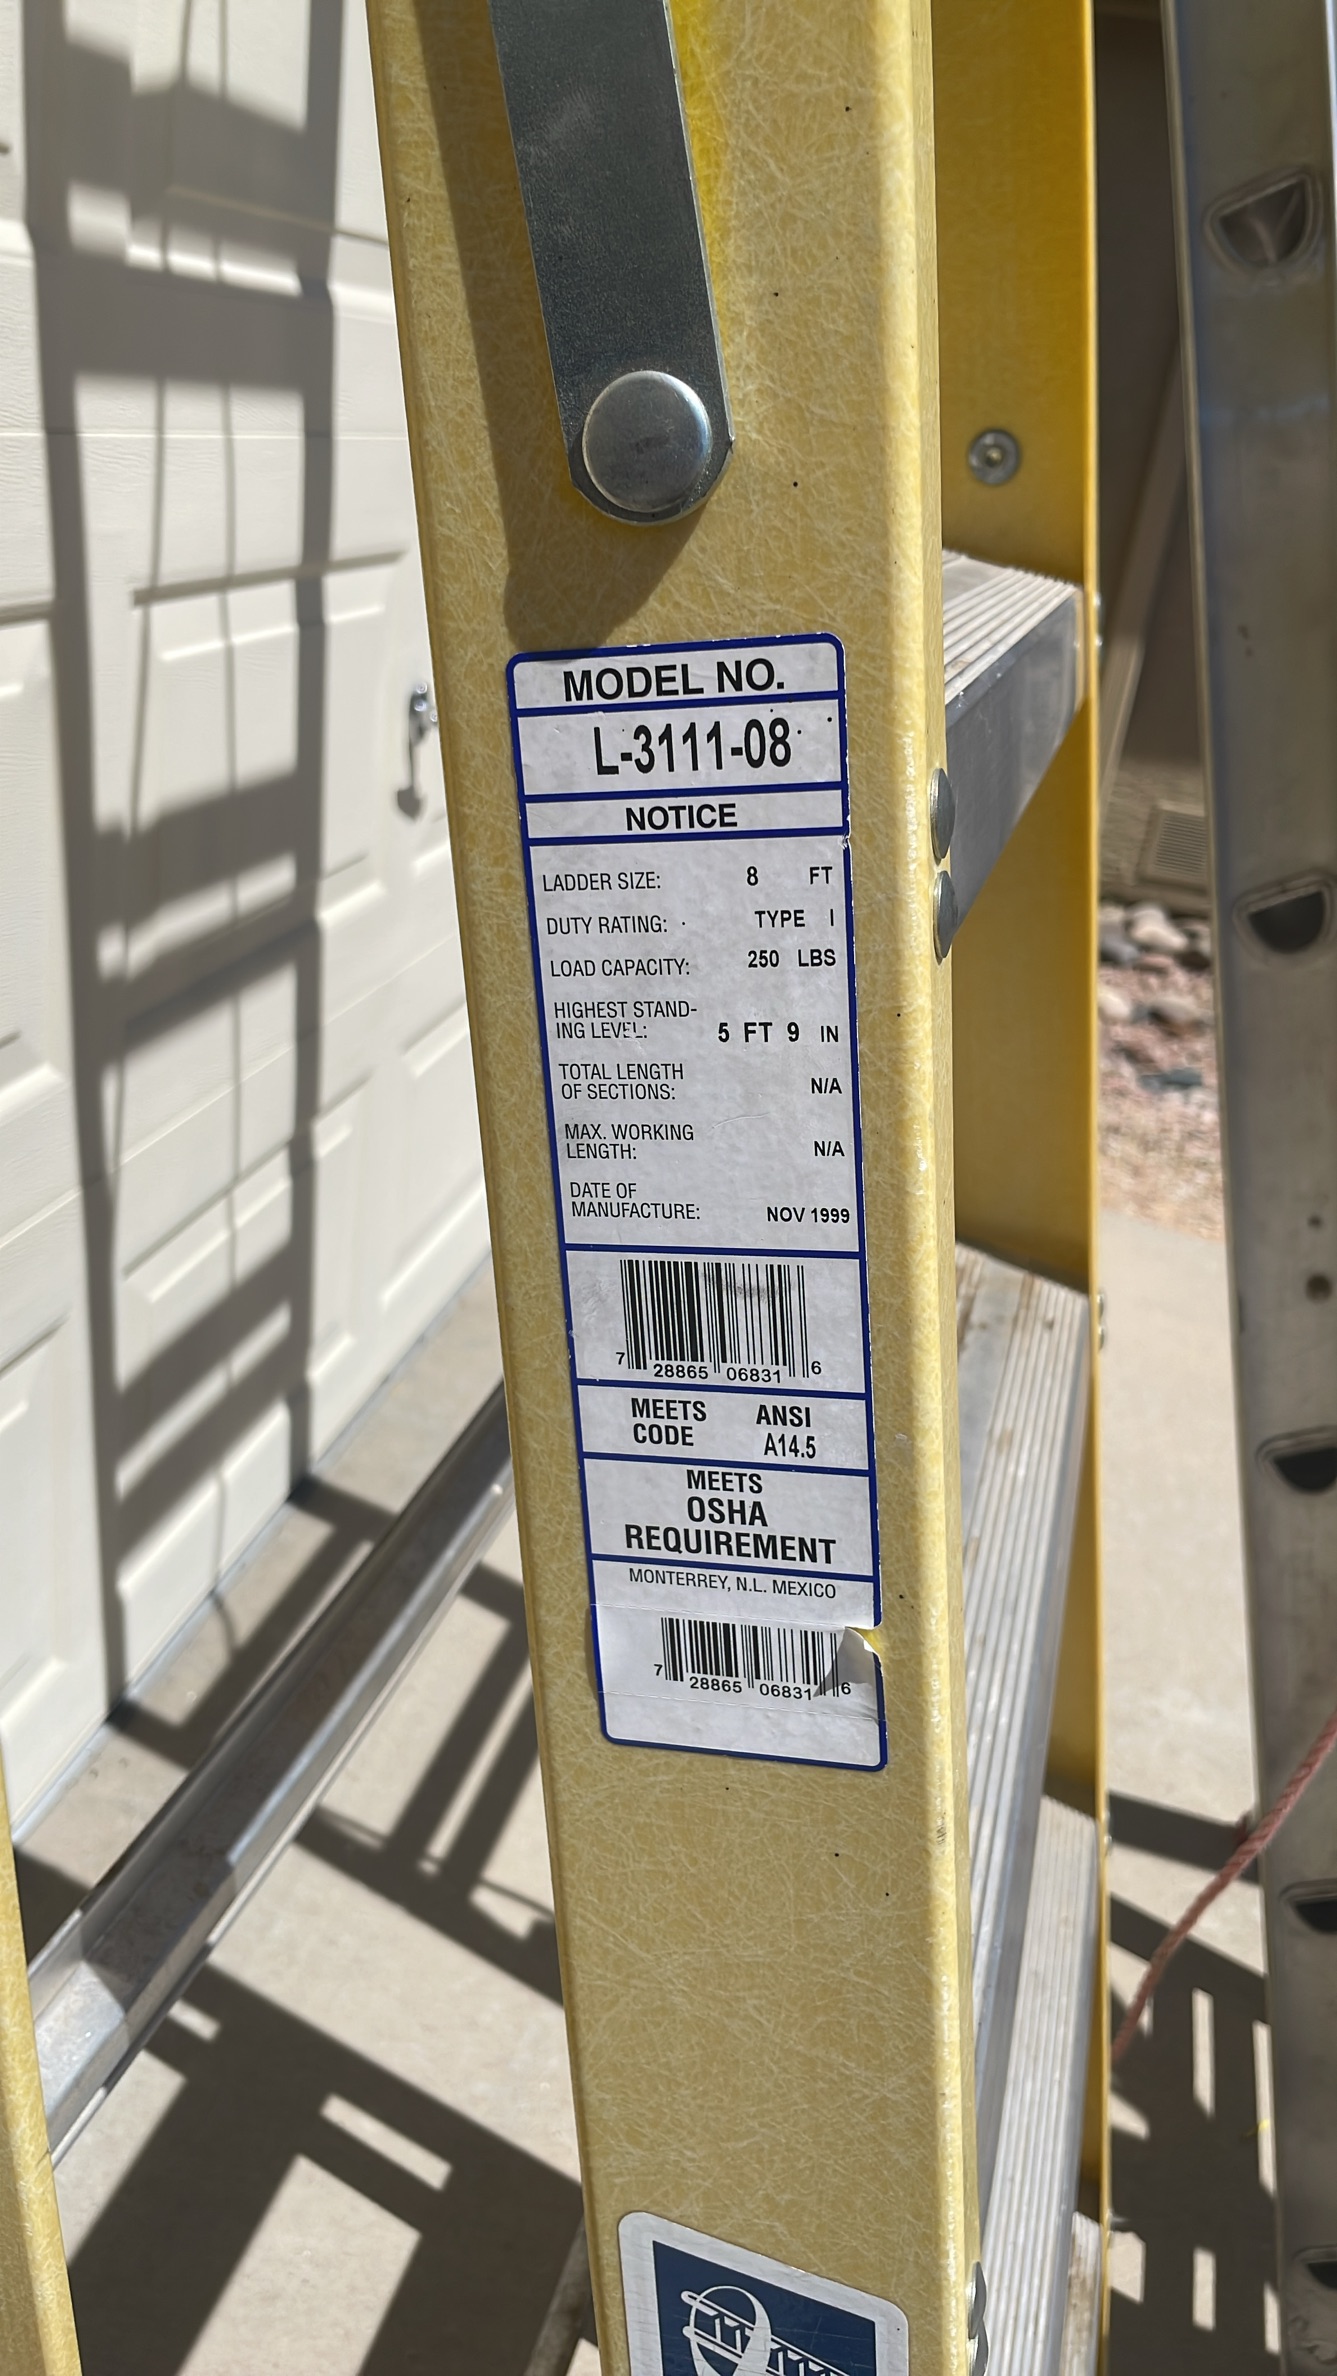 MODEL NO.
L-3111-08
NOTICE
LADDER SIZE: 8 FT
DUTY RATING: TYPE I
LOAD CAPACITY: 250 LBS
HIGHEST STAND-
ING LEVEL: 5 FT 9 IN
TOTAL LENGTH
OF SECTIONS: N/A
MAX. WORKING
LENGTH: N/A
DATE OF
MANUFACTURE: NOV 1999
7 28865 06831 6
MEETS ANSI
CODE A14.5
MEETS
OSHA
REQUIREMENT
MONTERREY, N.L. MEXICO
7 28865 06831 6